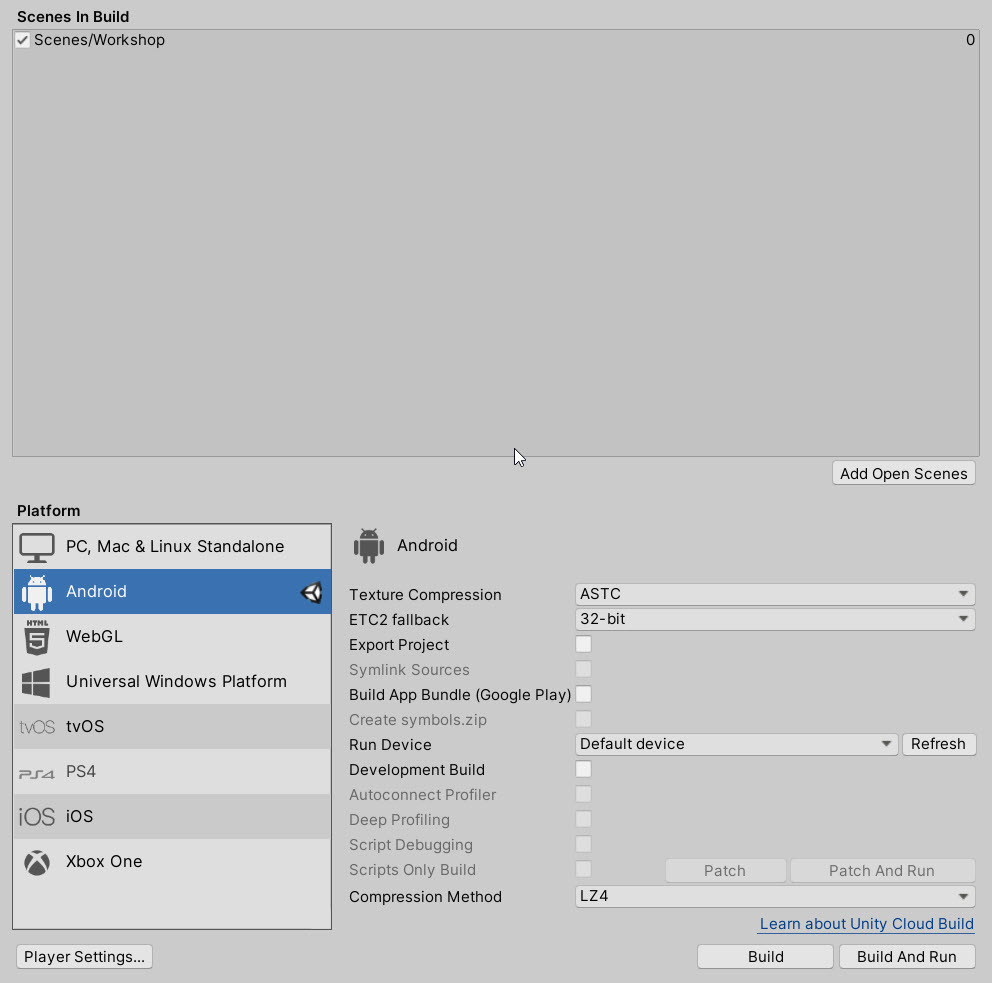 Scenes In Build
Scenes/Workshop 0
Add Open Scenes
Platform
PC, Mac & Linux Standalone
Android
HTML 5 WebGL
Universal Windows Platform
tvOS tvOS
PS4 PS4
iOS iOS
Xbox One
Android
Texture Compression ASTC
ETC2 fallback 32-bit
Export Project
Symlink Sources
Build App Bundle (Google Play)
Create symbols.zip
Run Device Default device Refresh
Development Build
Autoconnect Profiler
Deep Profiling
Script Debugging
Scripts Only Build Patch Patch And Run
Compression Method LZ4
Learn about Unity Cloud Build
Player Settings... Build Build And Run